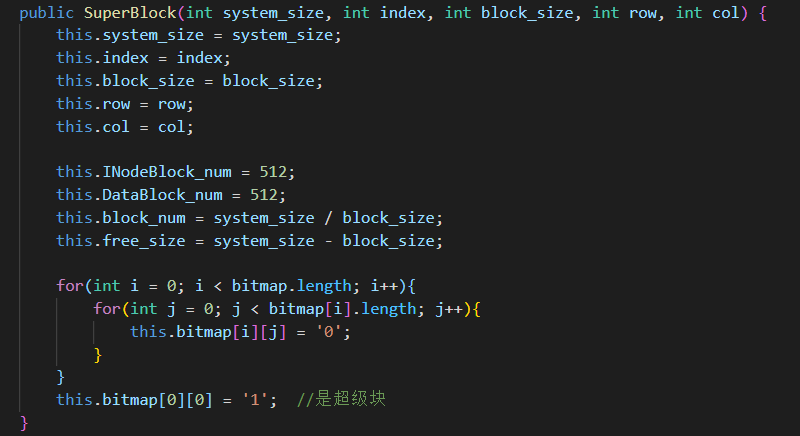 public SuperBlock(int system_size, int index, int block_size, int row, int col) {
this.system_size = system_size;
this.index = index;
this.block_size = block_size;
this.row = row;
this.col = col;
this.INodeBlock_num = 512;
this.DataBlock_num = 512;
this.block_num = system_size / block_size;
this.free_size = system_size - block_size;
for(int i = 0; i < bitmap.length; i++){
for(int j = 0; j < bitmap[i].length; j++){
this.bitmap[i][j] = '0';
}
}
this.bitmap[0][0] = '1';  //是超级块
}